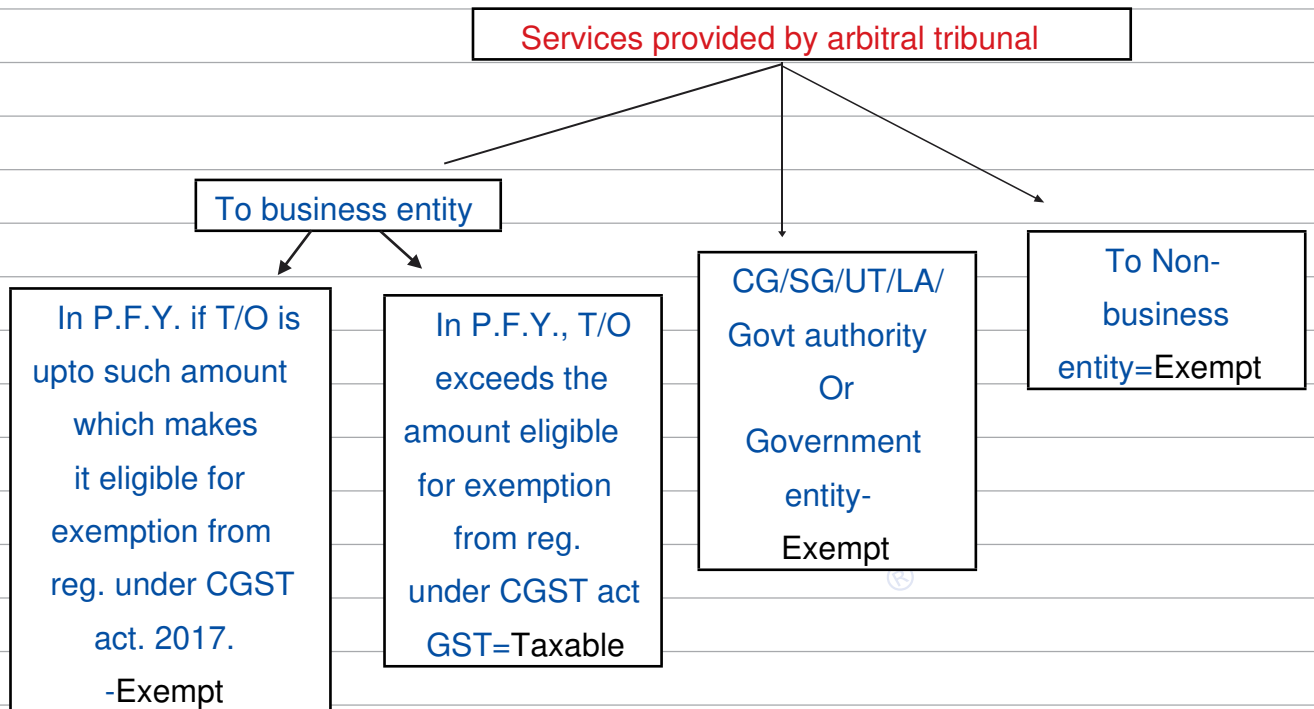 Services provided by arbitral tribunal
To business entity
In P.F.Y. if T/O is
upto such amount
which makes
it eligible for
exemption from
reg. under CGST
act. 2017.
-Exempt
In P.F.Y., T/O
exceeds the
amount eligible
for exemption
from reg.
under CGST act
GST=Taxable
CG/SG/UT/LA/
Govt authority
Or
Government
entity-
Exempt
To Non-
business
entity=Exempt
®